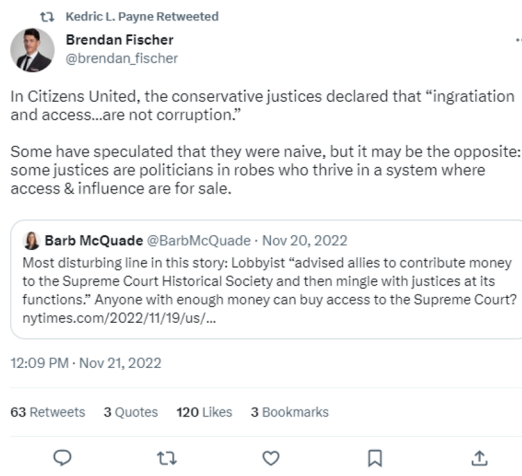 Kedric L. Payne Retweeted
Brendan Fischer
@brendan_fischer
In Citizens United, the conservative justices declared that “ingratiation
and access...are not corruption.”
Some have speculated that they were naive, but it may be the opposite:
some justices are politicians in robes who thrive in a system where
access & influence are for sale.
Barb McQuade @BarbMcQuade · Nov 20, 2022
Most disturbing line in this story: Lobbyist “advised allies to contribute money
to the Supreme Court Historical Society and then mingle with justices at its
functions.” Anyone with enough money can buy access to the Supreme Court?
nytimes.com/2022/11/19/us/...
12:09 PM · Nov 21, 2022
63 Retweets 3 Quotes 120 Likes 3 Bookmarks